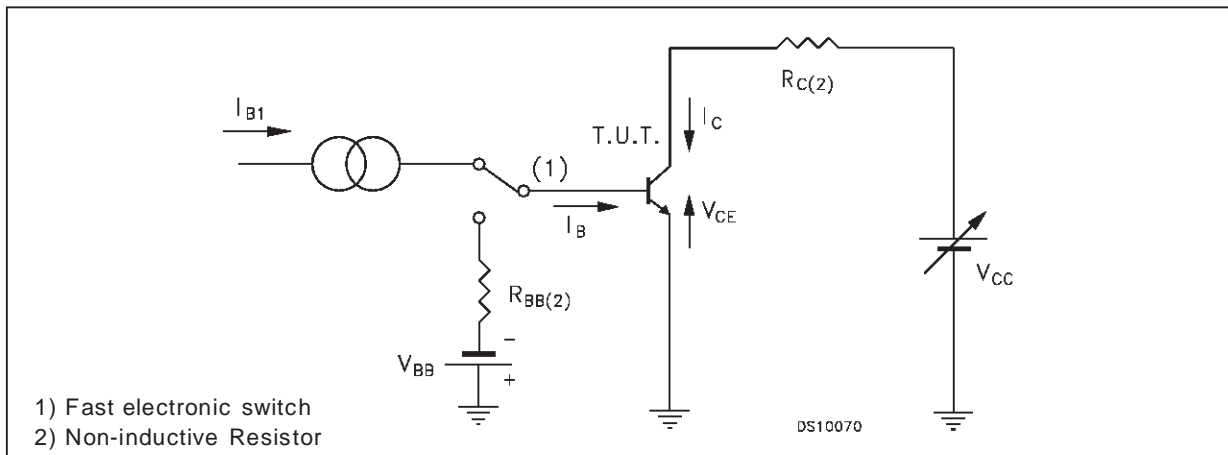 R_C(2)
I_B1
I_C
T.U.T.
(1)
I_B
V_CE
V_CC
R_BB(2)
V_BB
-
+
1) Fast electronic switch
2) Non-inductive Resistor
DS10070